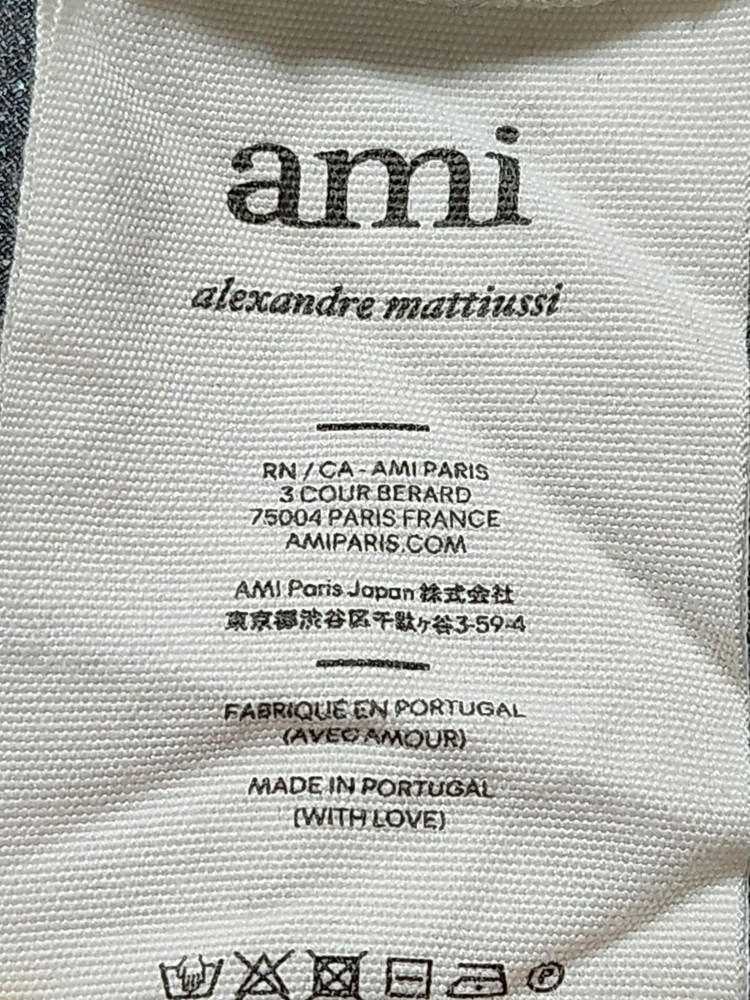 ami
alexandre mattiussi
RN / CA - AMI PARIS
3 COUR BERARD
75004 PARIS FRANCE
AMIPARIS.COM
AMI Paris Japan 株式会社
東京都渋谷区千駄ヶ谷3-59-4
FABRIQUE EN PORTUGAL
(AVEC AMOUR)
MADE IN PORTUGAL
(WITH LOVE)
P